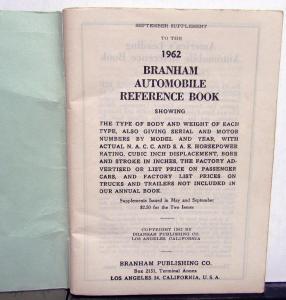 SEPTEMBER SUPPLEMENT
TO THE
1962
BRANHAM
AUTOMOBILE
REFERENCE BOOK
SHOWING
THE TYPE OF BODY AND WEIGHT OF EACH
TYPE, ALSO GIVING SERIAL AND MOTOR
NUMBERS BY MODEL AND YEAR, WITH
ACTUAL N. A. C. C. AND S. A. E. HORSEPOWER
RATING, CUBIC INCH DISPLACEMENT, BORE
AND STROKE IN INCHES, THE FACTORY AD-
VERTISED OR LIST PRICE ON PASSENGER
CARS, AND FACTORY LIST PRICES ON
TRUCKS AND TRAILERS NOT INCLUDED IN
OUR ANNUAL BOOK.
Supplements Issued in May and September
$2.50 for the Two Issues
COPYRIGHT 1962 BY
BRANHAM PUBLISHING CO.
LOS ANGELES, CALIFORNIA
BRANHAM PUBLISHING CO.
Box 2151, Terminal Annex
LOS ANGELES 54, CALIFORNIA, U. S. A.